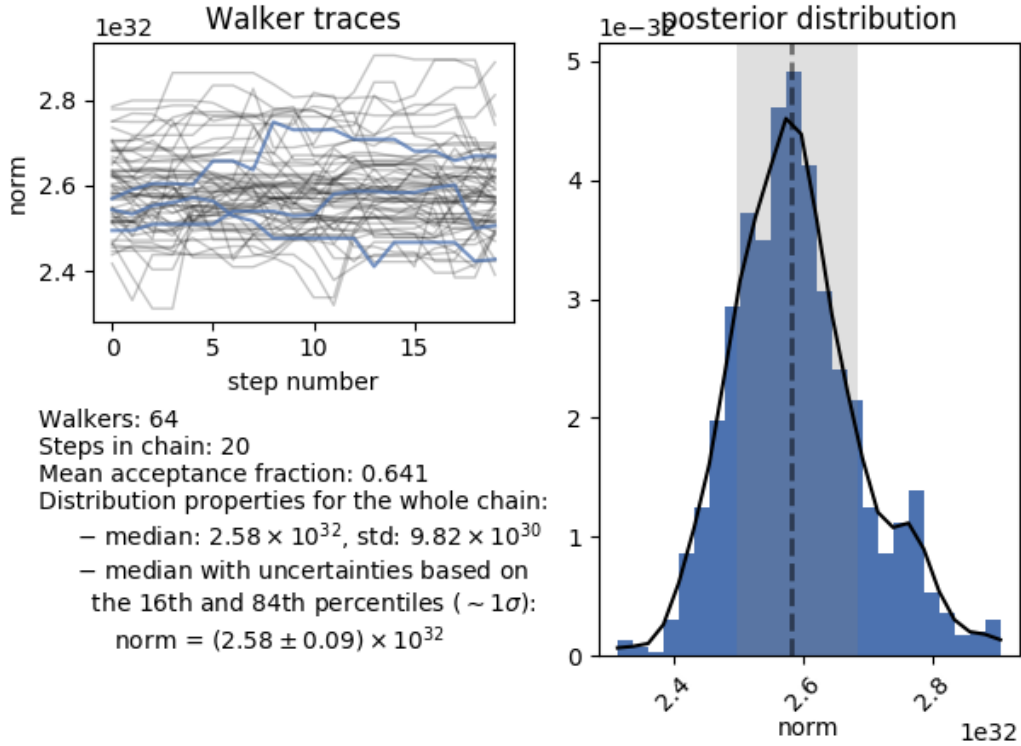 Walker traces
1e32
2.8
2.6
2.4
norm
0 5 10 15
step number
Walkers: 64
Steps in chain: 20
Mean acceptance fraction: 0.641
Distribution properties for the whole chain:
− median: 2.58 × 10³², std: 9.82 × 10³⁰
− median with uncertainties based on
the 16th and 84th percentiles (∼ 1σ):
norm = (2.58 ± 0.09) × 10³²
posterior distribution
1e−32
5
4
3
2
1
0
2.4 2.6 2.8
norm
1e32